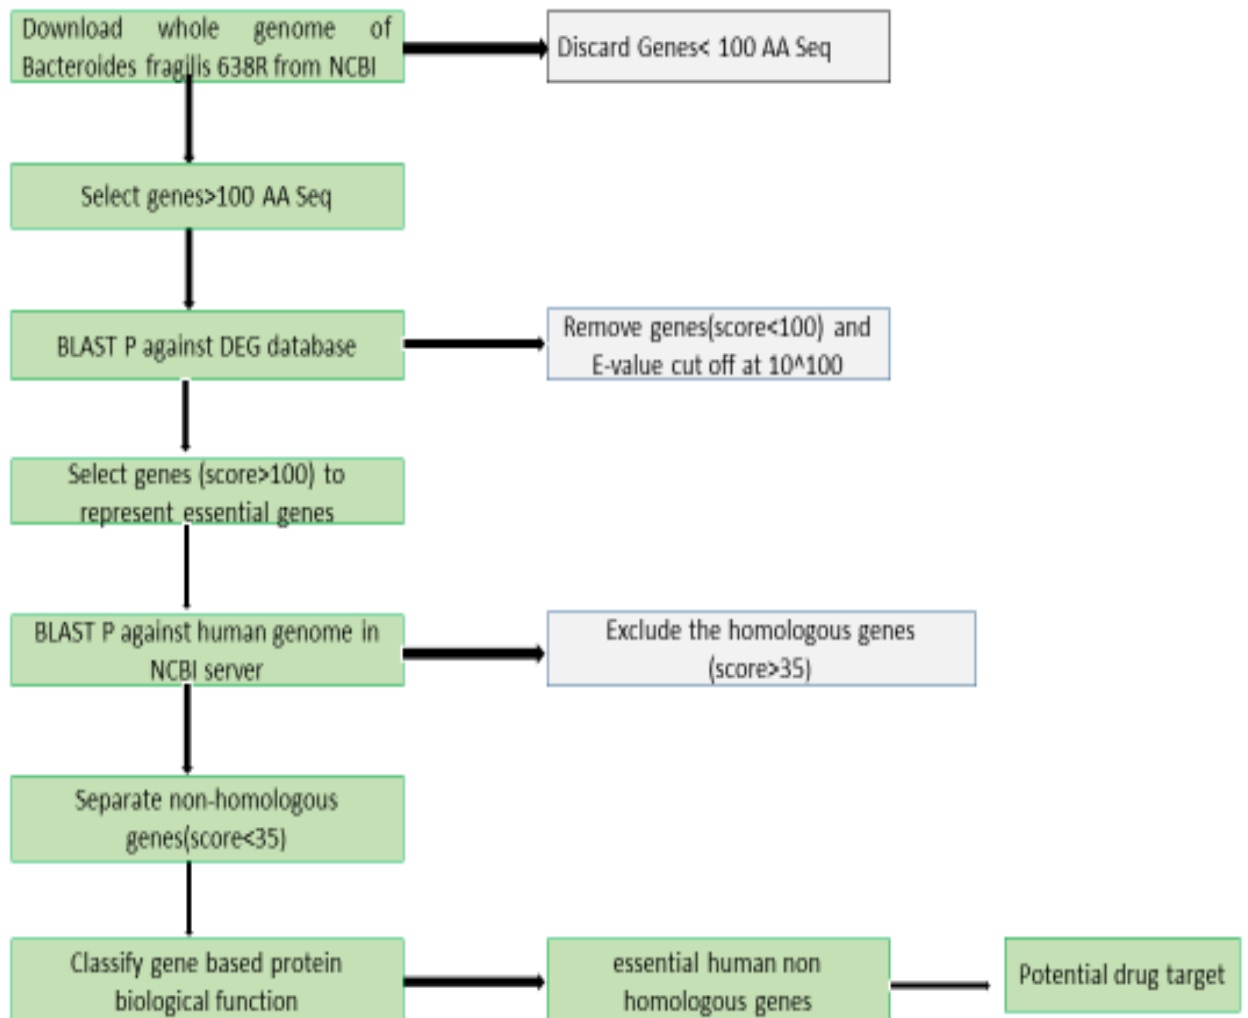 Download whole genome of
Bacteroides fragilis 638R from NCBI
Discard Genes< 100 AA Seq
Select genes>100 AA Seq
BLAST P against DEG database
Remove genes(score<100) and
E-value cut off at 10^100
Select genes (score>100) to
represent essential genes
BLAST P against human genome in
NCBI server
Exclude the homologous genes
(score>35)
Separate non-homologous
genes(score<35)
Classify gene based protein
biological function
essential human non
homologous genes
Potential drug target